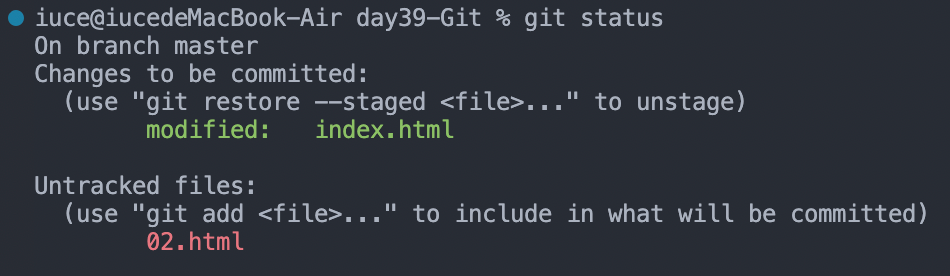 iuce@iucedeMacBook-Air day39-Git % git status
On branch master
Changes to be committed:
  (use "git restore --staged <file>..." to unstage)
        modified:   index.html

Untracked files:
  (use "git add <file>..." to include in what will be committed)
        02.html